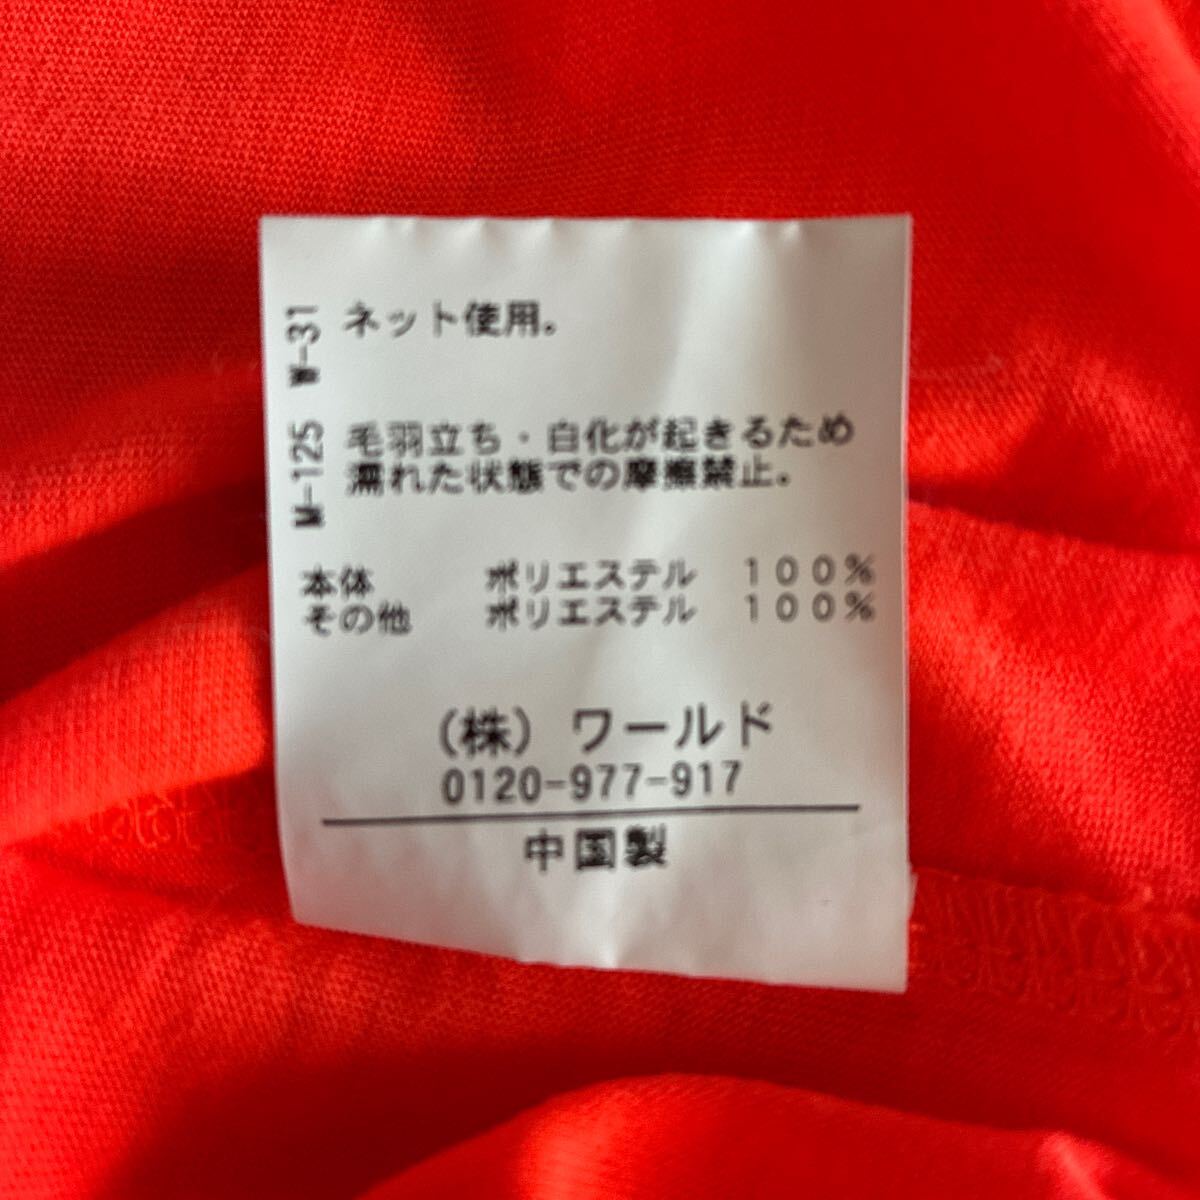 ネット使用。
毛羽立ち・白化が起きるため
濡れた状態での摩擦禁止。
M-125 W-31
本体 ポリエステル 100%
その他 ポリエステル 100%
(株)ワールド
0120-977-917
中国製